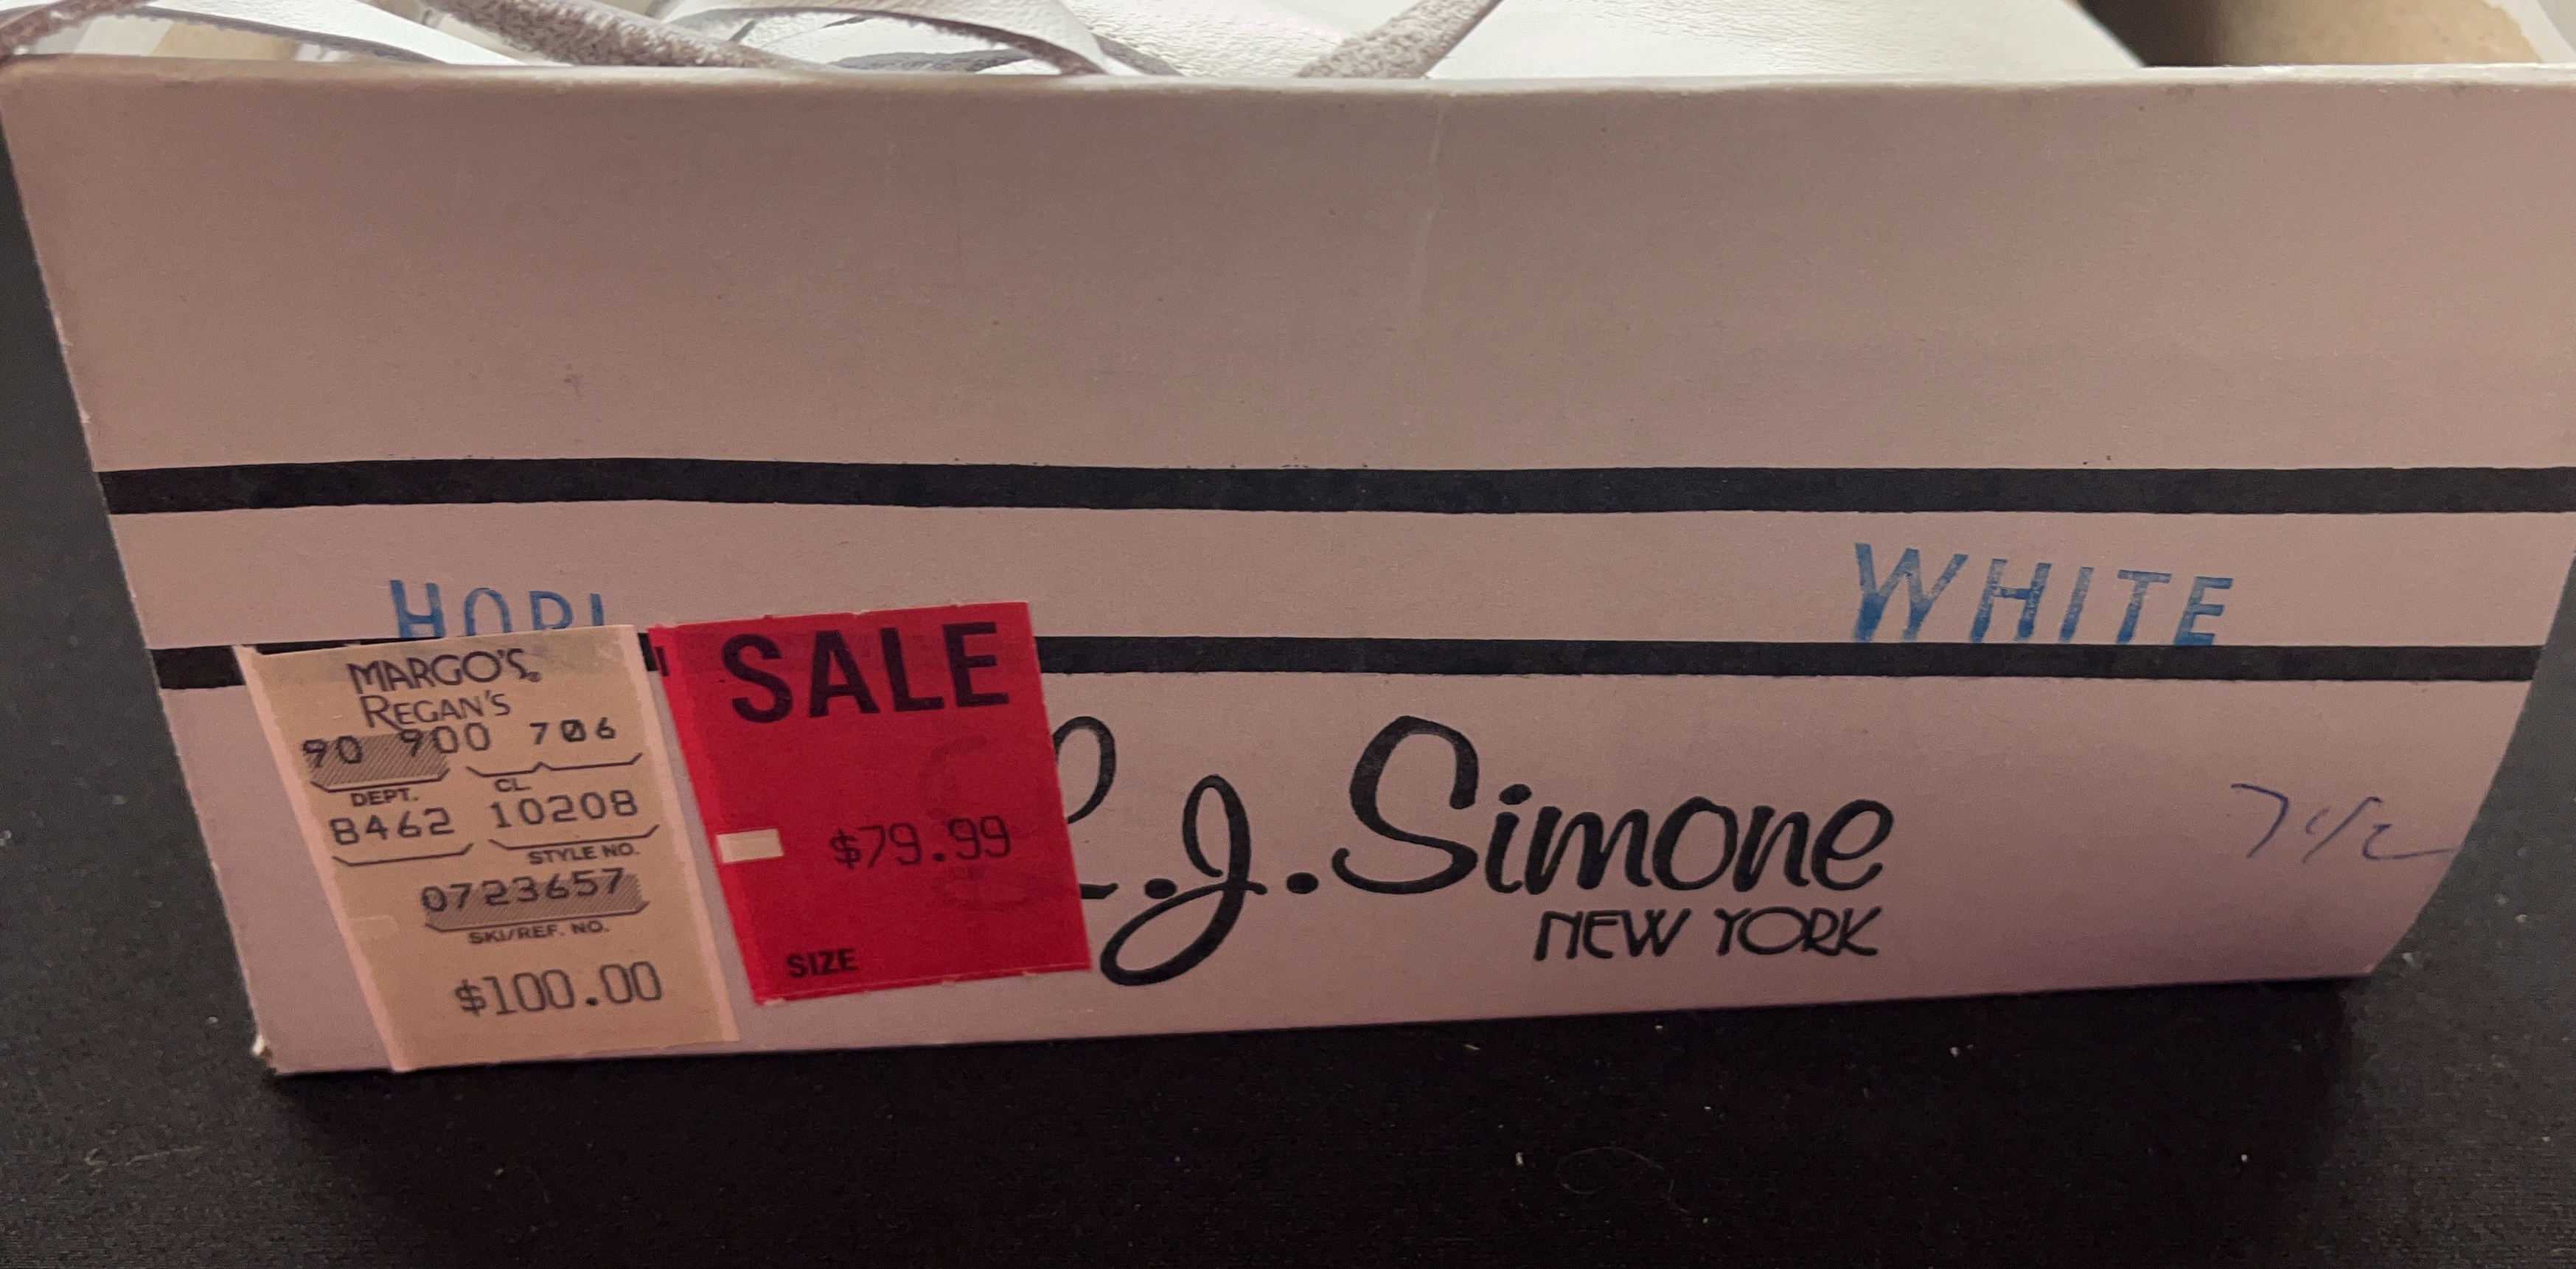 WHITE
MARGO'S
REGAN'S
90 900 706
DEPT. CL
8462 10208
STYLE NO.
0723657
SKU/REF. NO.
$100.00
SALE
$79.99
SIZE
L.J. Simone
NEW YORK
7 1/2